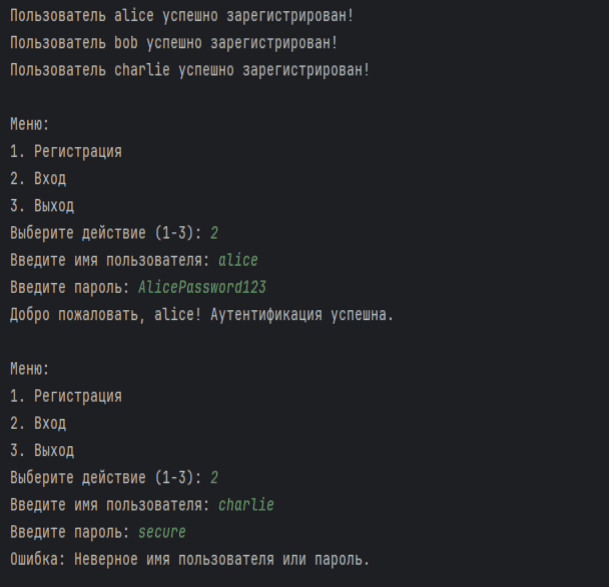 Пользователь alice успешно зарегистрирован!
Пользователь bob успешно зарегистрирован!
Пользователь charlie успешно зарегистрирован!
Меню:
1. Регистрация
2. Вход
3. Выход
Выберите действие (1-3): 2
Введите имя пользователя: alice
Введите пароль: AlicePassword123
Добро пожаловать, alice! Аутентификация успешна.
Меню:
1. Регистрация
2. Вход
3. Выход
Выберите действие (1-3): 2
Введите имя пользователя: charlie
Введите пароль: secure
Ошибка: Неверное имя пользователя или пароль.